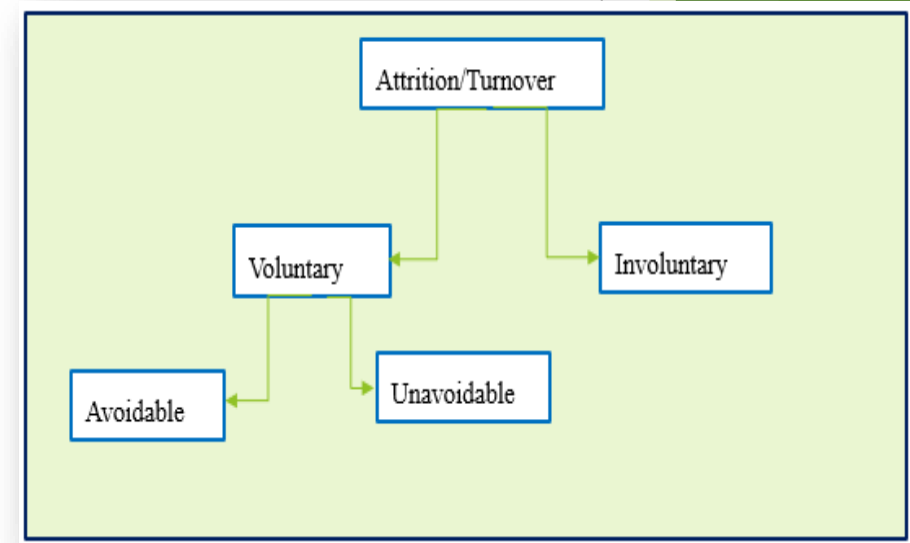 Attrition/Turnover
Voluntary
Involuntary
Avoidable
Unavoidable